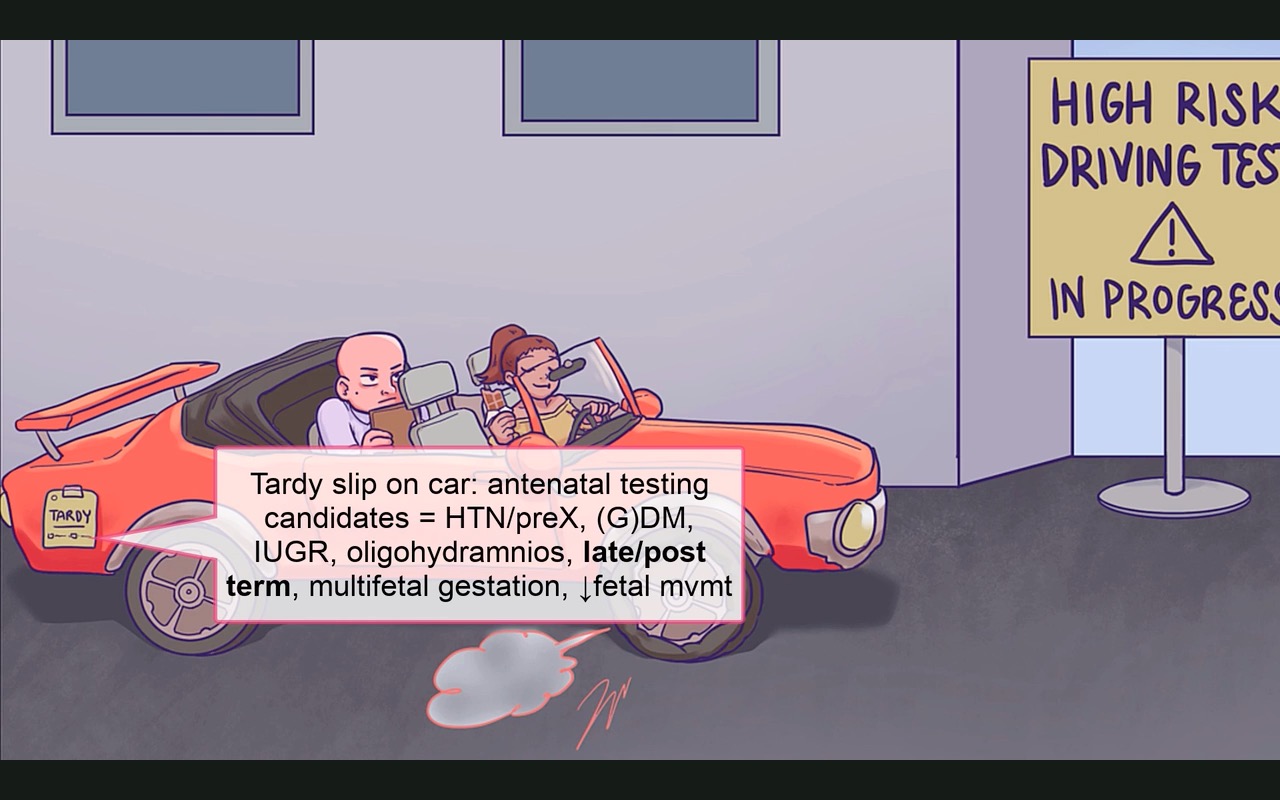 HIGH RISK
DRIVING TES
IN PROGRESS
TARDY
Tardy slip on car: antenatal testing
candidates = HTN/preX, (G)DM,
IUGR, oligohydramnios, late/post
term, multifetal gestation, ↓fetal mvmt